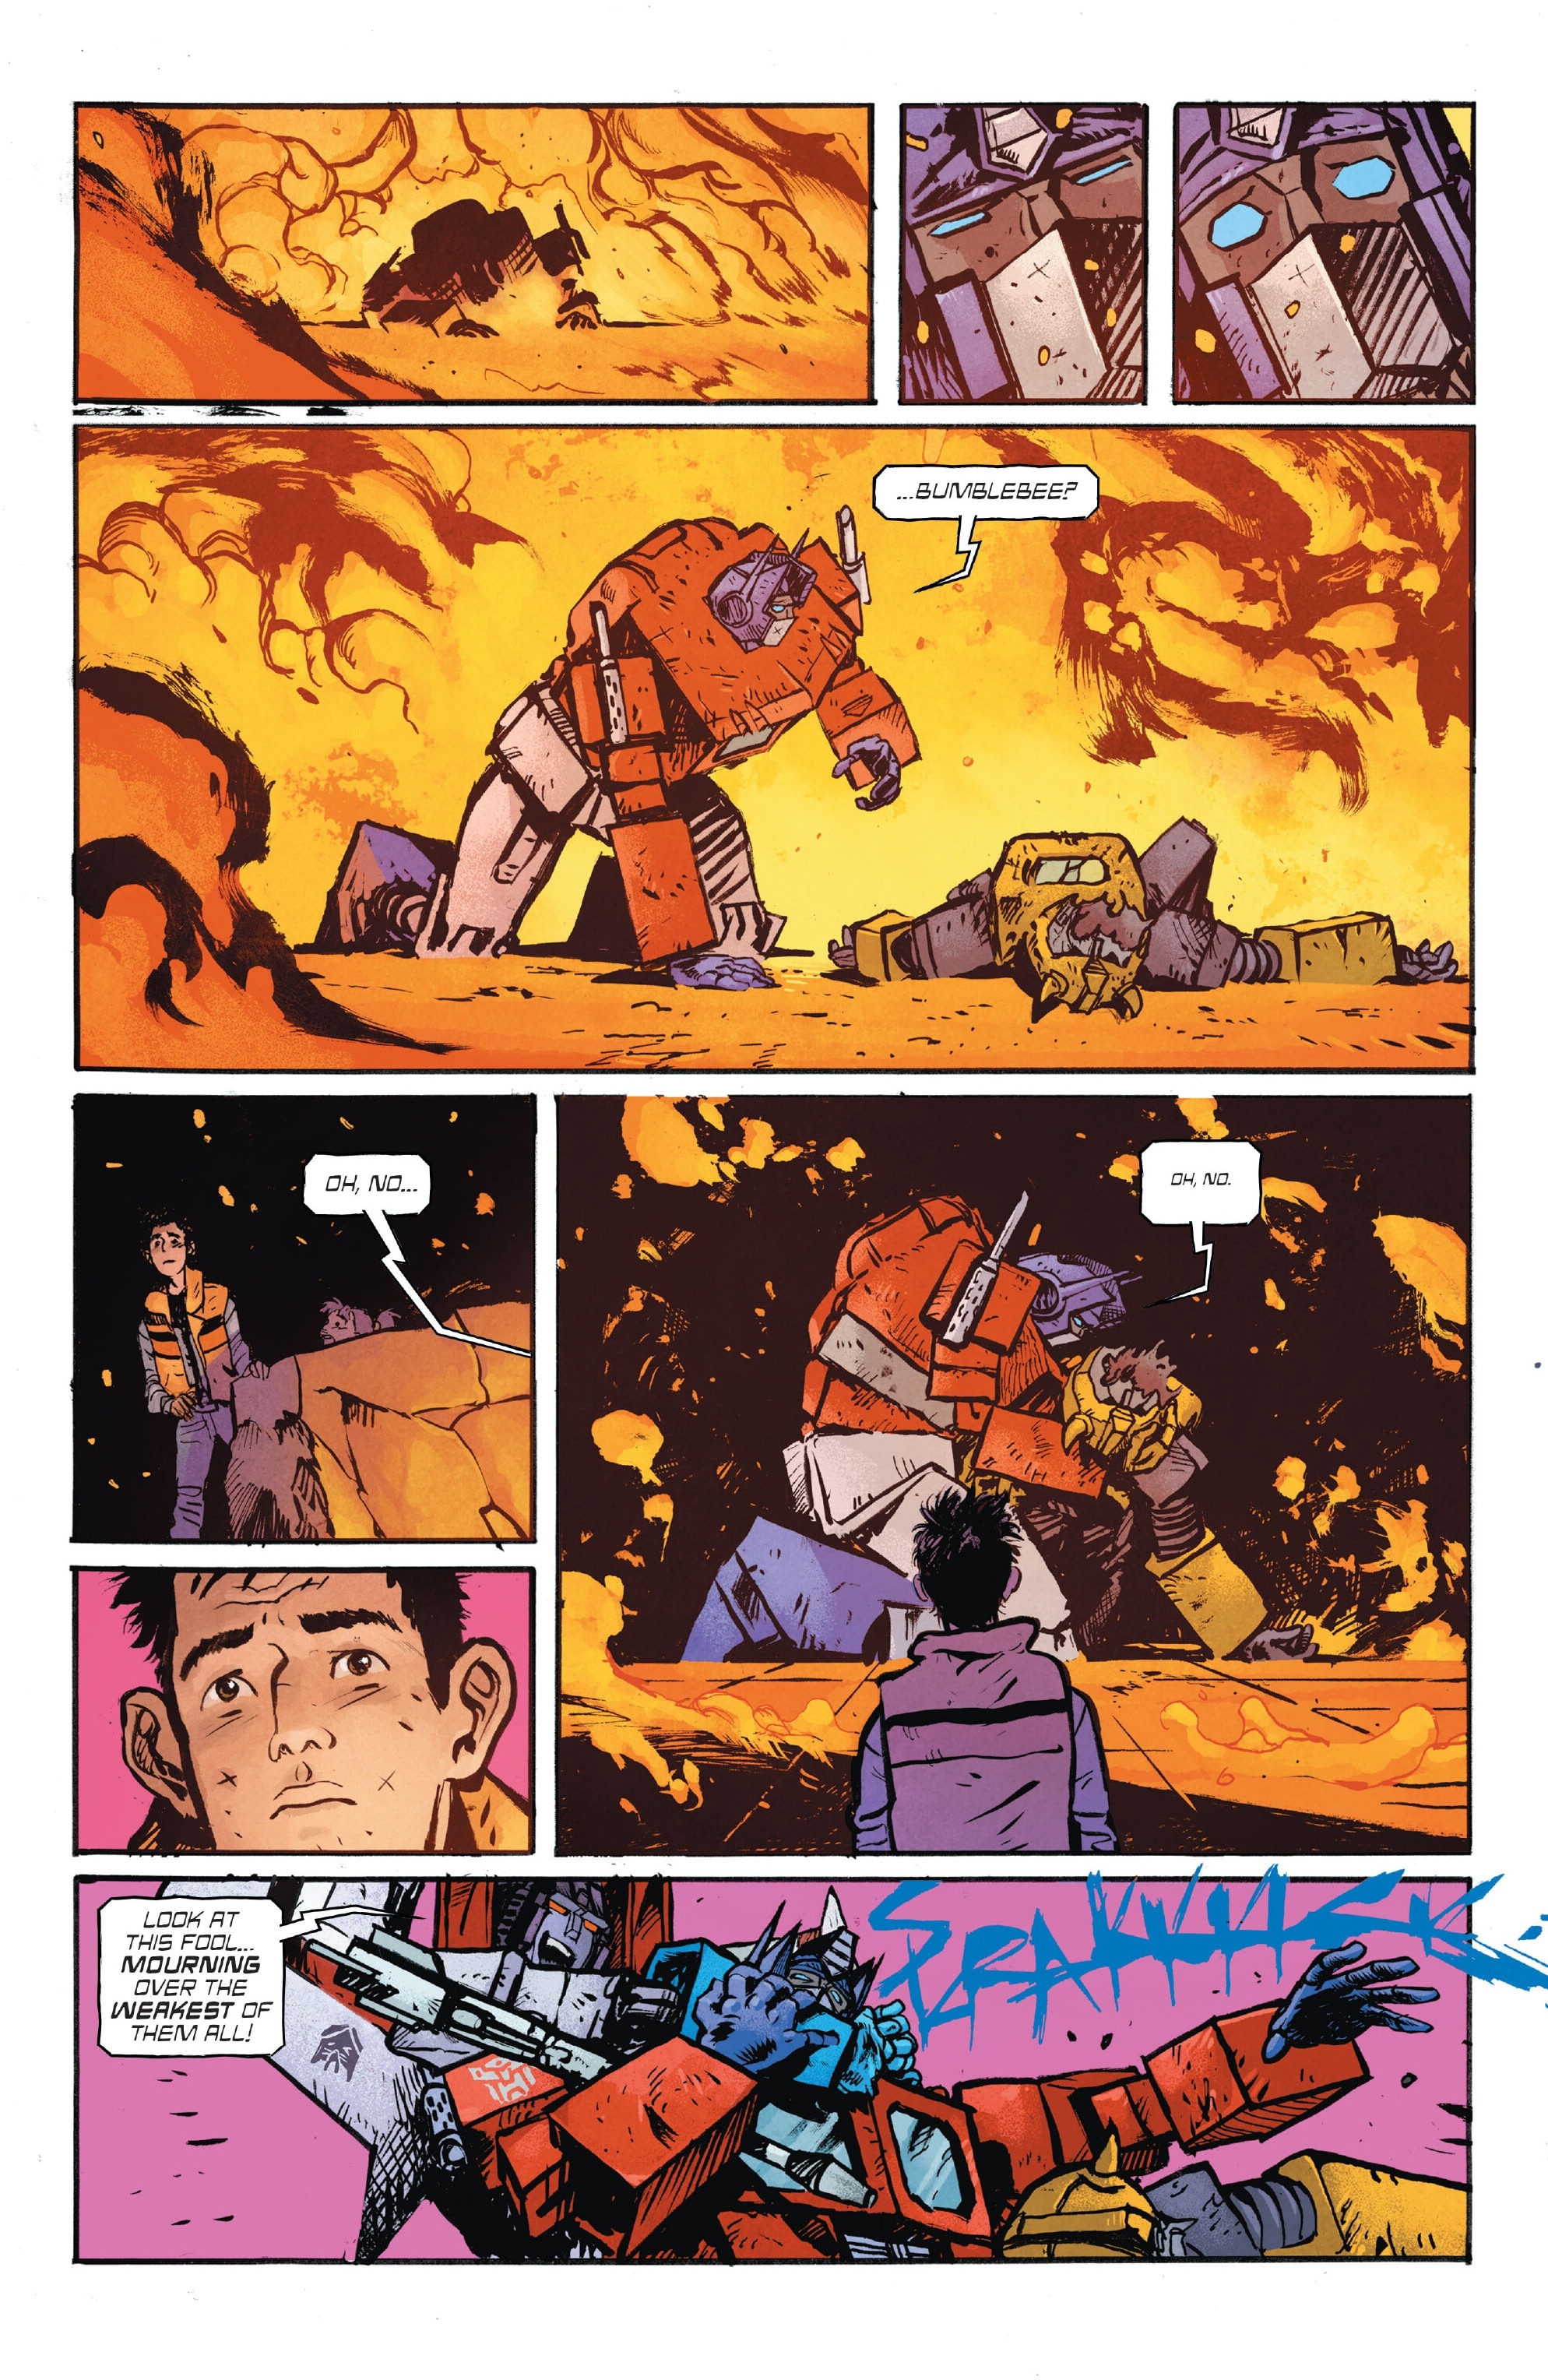 ...BUMBLEBEE?
OH, NO...
OH, NO.
LOOK AT
THIS FOOL...
MOURNING
OVER THE
WEAKEST OF
THEM ALL!